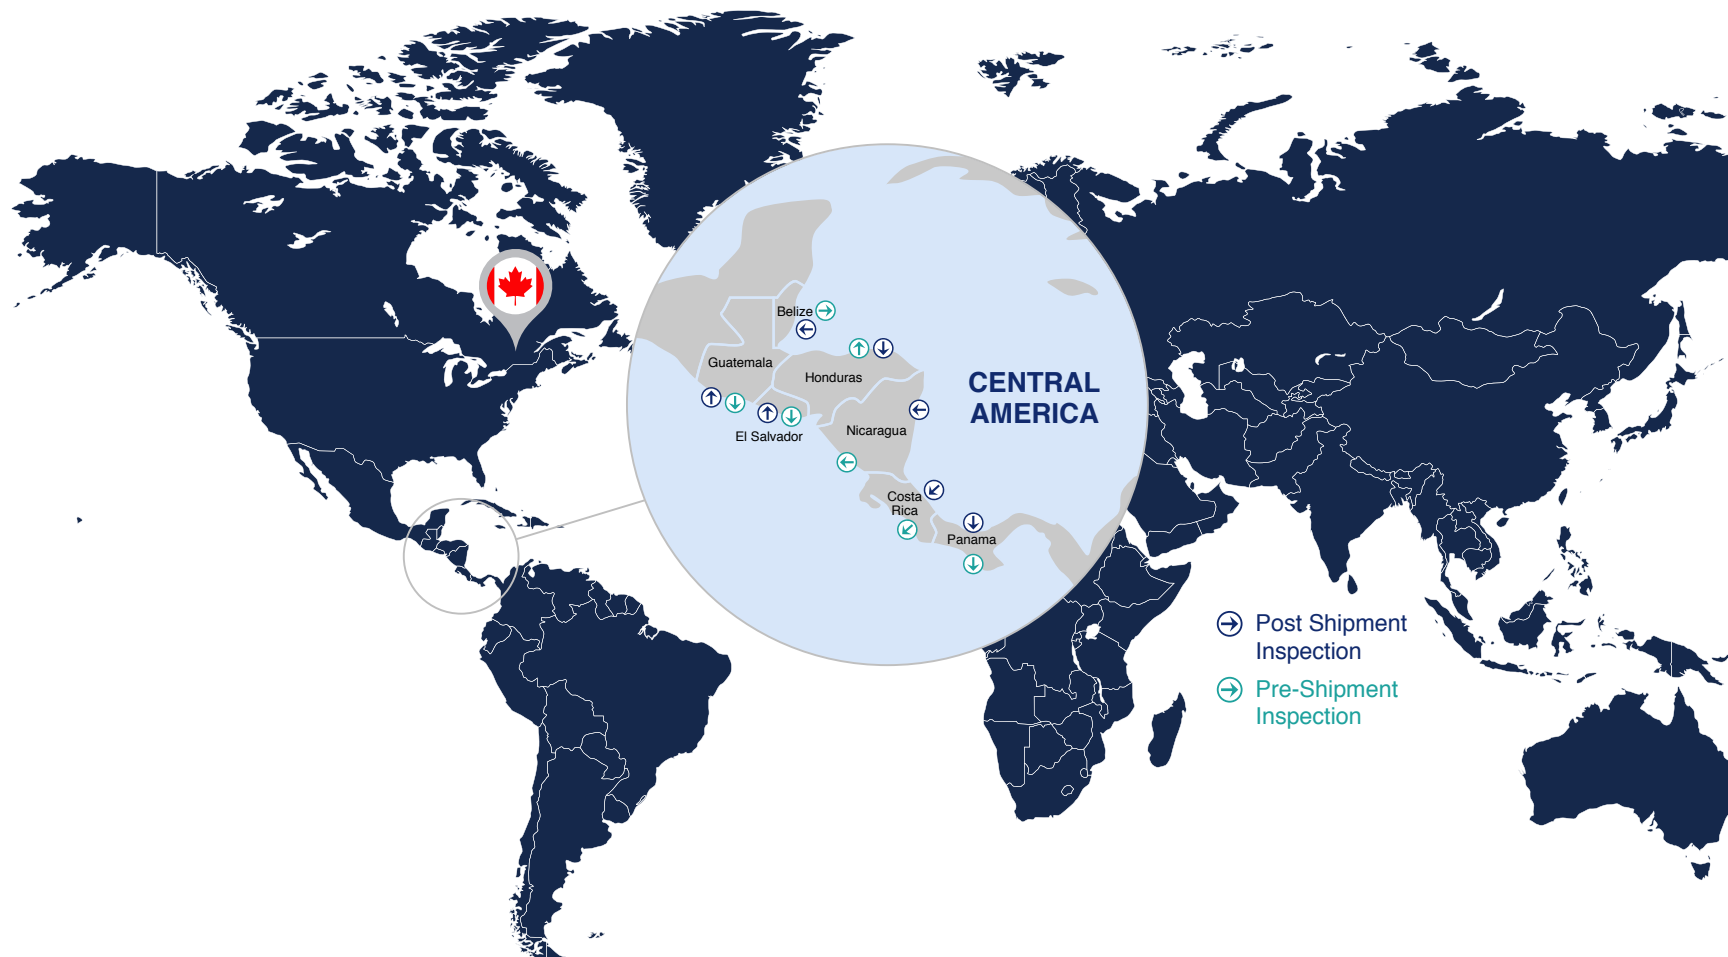 Belize
Guatemala
Honduras
CENTRAL
AMERICA
El Salvador
Nicaragua
Costa
Rica
Panama
Post Shipment
Inspection
Pre-Shipment
Inspection